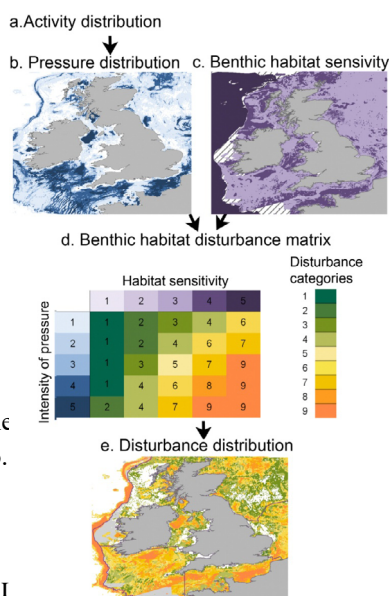 a.Activity distribution
b. Pressure distribution c. Benthic habitat sensivity
d. Benthic habitat disturbance matrix
Habitat sensitivity
Intensity of pressure
1 2 3 4 5
1 1 2 3 4 6
2 1 2 4 6 7
3 1 3 5 7 9
4 1 4 6 8 9
5 2 4 7 9 9
Disturbance
categories
1
2
3
4
5
6
7
8
9
e. Disturbance distribution